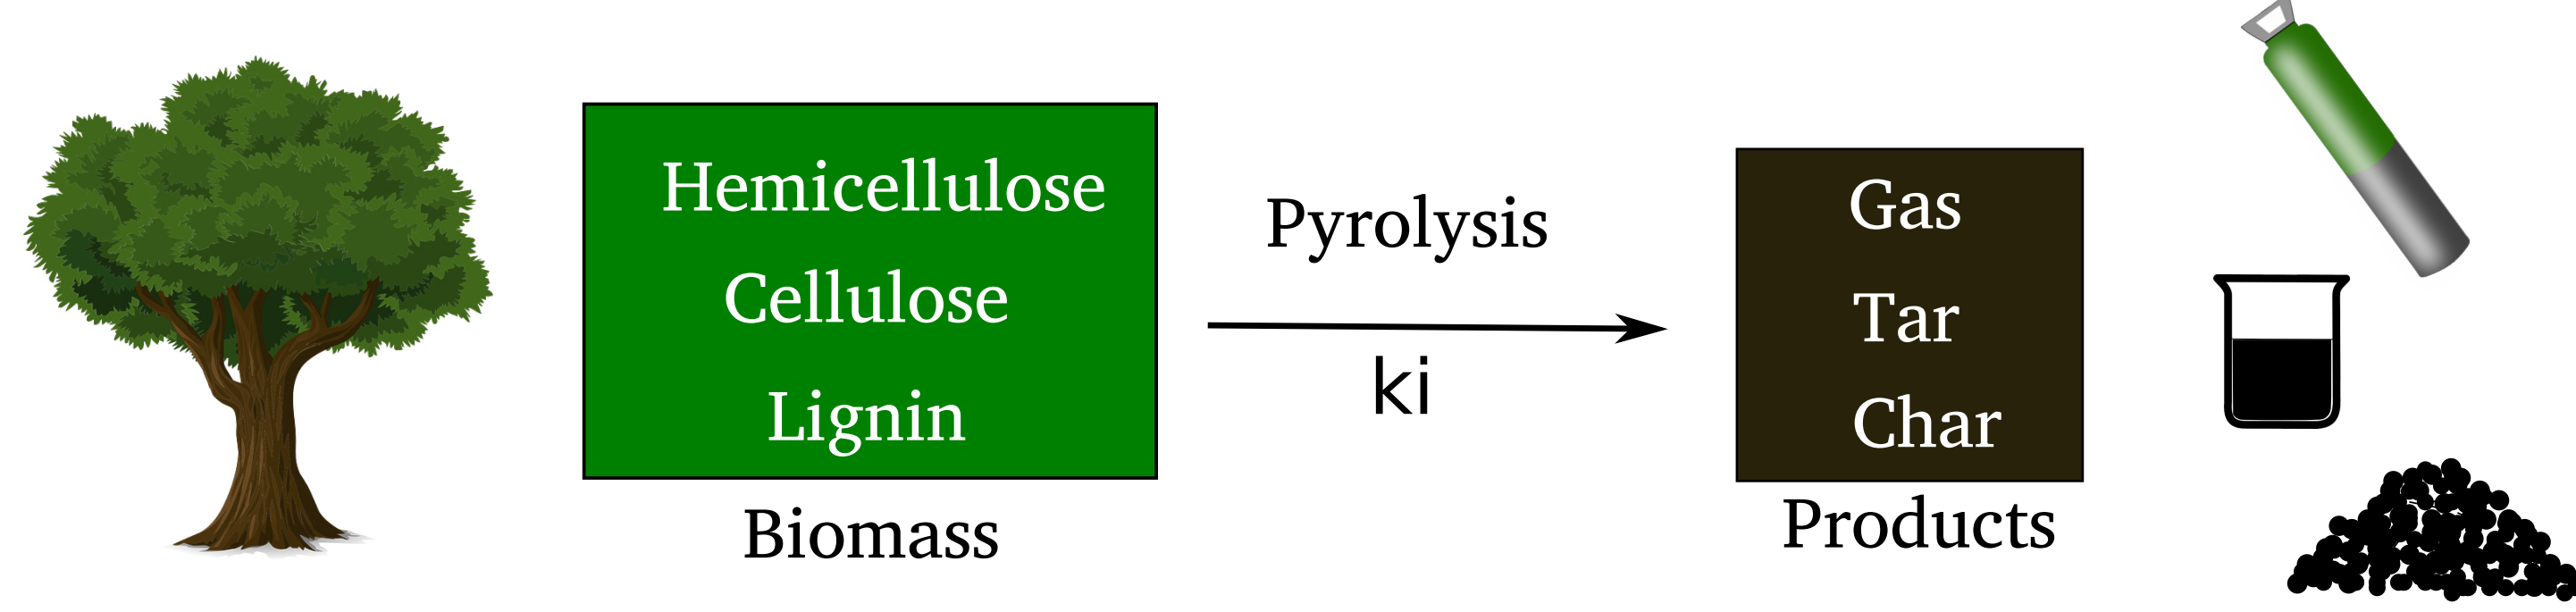 Hemicellulose
Cellulose
Lignin
Biomass
Pyrolysis
ki
Gas
Tar
Char
Products